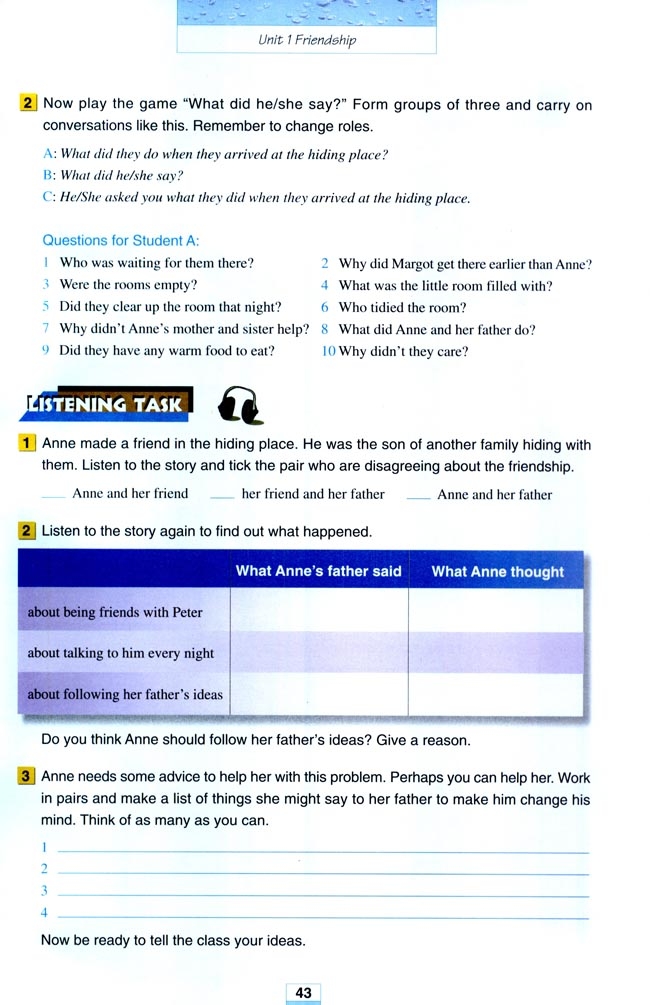 Unit 1 Friendship
2 Now play the game “What did he/she say?” Form groups of three and carry on
conversations like this. Remember to change roles.
A: What did they do when they arrived at the hiding place?
B: What did he/she say?
C: He/She asked you what they did when they arrived at the hiding place.
Questions for Student A:
1 Who was waiting for them there? 2 Why did Margot get there earlier than Anne?
3 Were the rooms empty? 4 What was the little room filled with?
5 Did they clear up the room that night? 6 Who tidied the room?
7 Why didn’t Anne’s mother and sister help? 8 What did Anne and her father do?
9 Did they have any warm food to eat? 10 Why didn’t they care?
LISTENING TASK
1 Anne made a friend in the hiding place. He was the son of another family hiding with
them. Listen to the story and tick the pair who are disagreeing about the friendship.
___ Anne and her friend ___ her friend and her father ___ Anne and her father
2 Listen to the story again to find out what happened.
What Anne’s father said What Anne thought
about being friends with Peter
about talking to him every night
about following her father’s ideas
Do you think Anne should follow her father’s ideas? Give a reason.
3 Anne needs some advice to help her with this problem. Perhaps you can help her. Work
in pairs and make a list of things she might say to her father to make him change his
mind. Think of as many as you can.
1
2
3
4
Now be ready to tell the class your ideas.
43